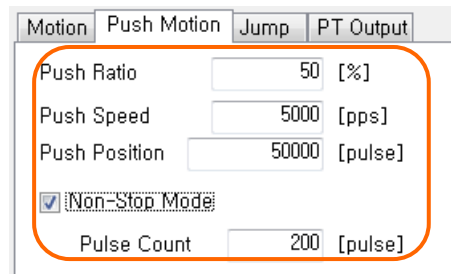 Motion Push Motion Jump PT Output
Push Ratio 50 [%]
Push Speed 5000 [pps]
Push Position 50000 [pulse]
Non-Stop Mode
Pulse Count 200 [pulse]